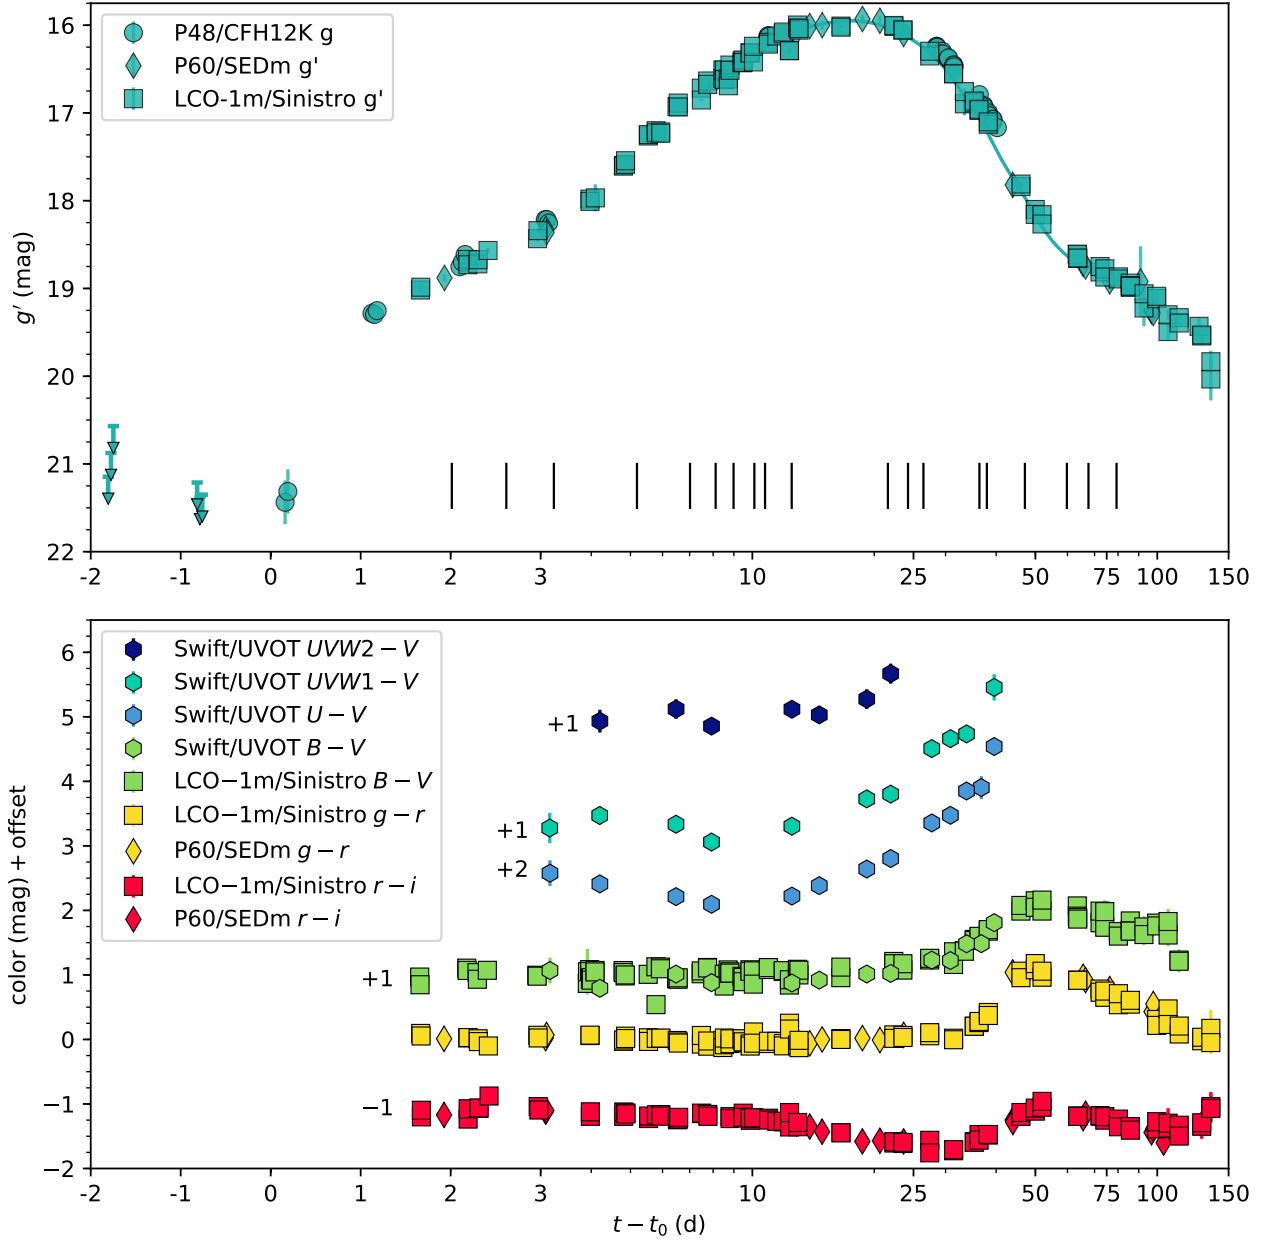 P48/CFH12K g
P60/SEDm g'
LCO-1m/Sinistro g'
g′ (mag)
16
17
18
19
20
21
22
-2 -1 0 1 2 3 10 25 50 75 100 150
Swift/UVOT UVW2 − V
Swift/UVOT UVW1 − V
Swift/UVOT U − V
Swift/UVOT B − V
LCO−1m/Sinistro B − V
LCO−1m/Sinistro g − r
P60/SEDm g − r
LCO−1m/Sinistro r − i
P60/SEDm r − i
+1
+1
+2
+1
−1
color (mag) + offset
6
5
4
3
2
1
0
−1
−2
-2 -1 0 1 2 3 10 25 50 75 100 150
t − t0 (d)